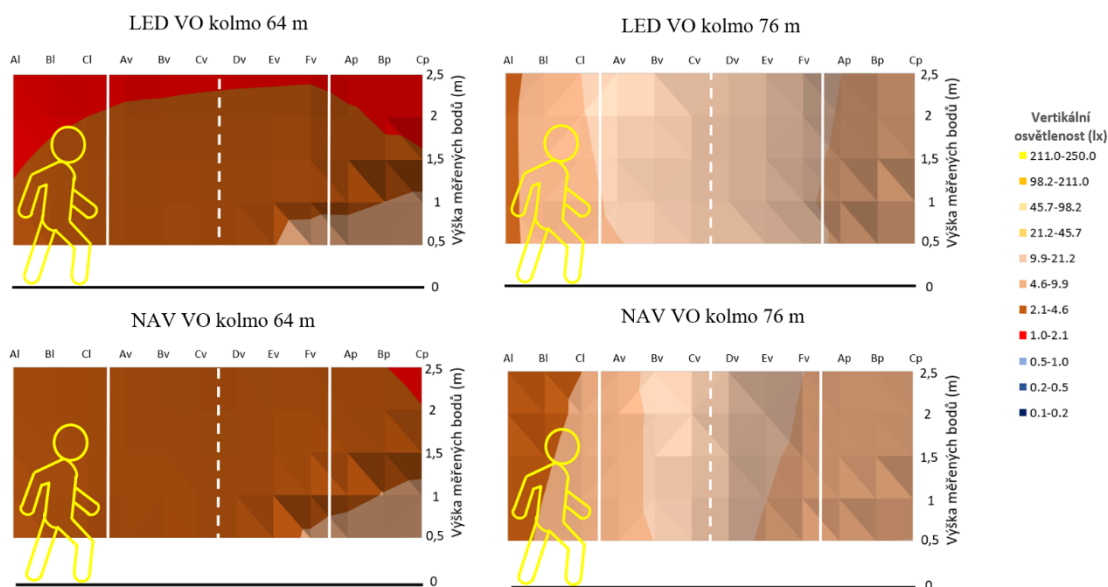 LED VO kolmo 64 m
Al Bl Cl Av Bv Cv Dv Ev Fv Ap Bp Cp
2,5
2
1,5
1
0,5
0
Výška měřených bodů (m)
LED VO kolmo 76 m
Al Bl Cl Av Bv Cv Dv Ev Fv Ap Bp Cp
2,5
2
1,5
1
0,5
0
Výška měřených bodů (m)
Vertikální
osvětlenost (lx)
211.0-250.0
98.2-211.0
45.7-98.2
21.2-45.7
9.9-21.2
4.6-9.9
2.1-4.6
1.0-2.1
0.5-1.0
0.2-0.5
0.1-0.2
NAV VO kolmo 64 m
Al Bl Cl Av Bv Cv Dv Ev Fv Ap Bp Cp
2,5
2
1,5
1
0,5
0
Výška měřených bodů (m)
NAV VO kolmo 76 m
Al Bl Cl Av Bv Cv Dv Ev Fv Ap Bp Cp
2,5
2
1,5
1
0,5
0
Výška měřených bodů (m)